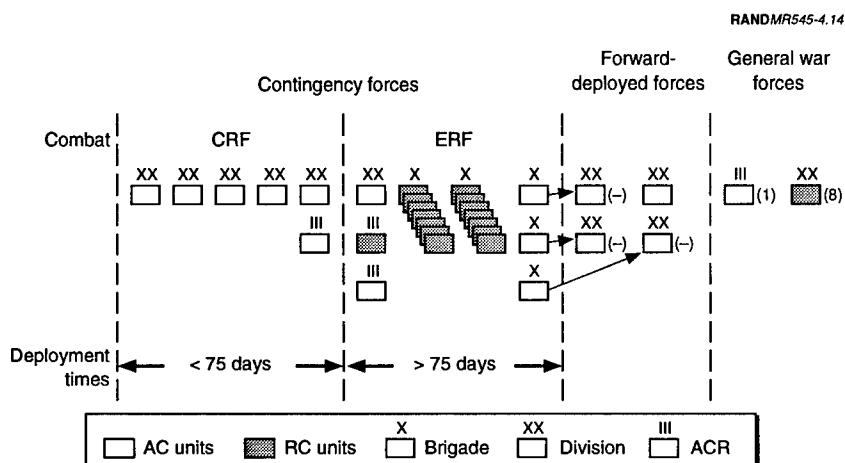 RANDMR545-4.14
Forward-deployed forces
General war forces
Contingency forces
Combat
CRF
ERF
XX XX XX XX XX XX X X X XX XX III XX
(–) (1) (8)
III III X XX XX
(–) (–)
III X
Deployment times
< 75 days
> 75 days
X XX III
AC units RC units Brigade Division ACR